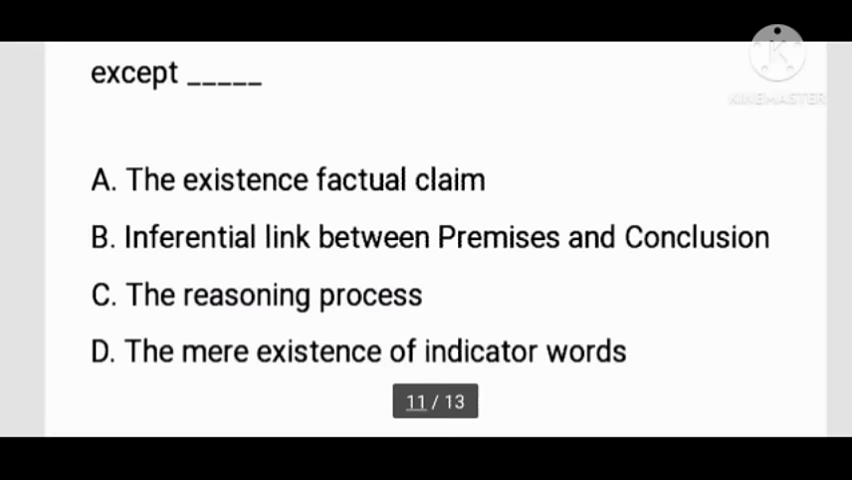 except _____
KINEMASTER
A. The existence factual claim
B. Inferential link between Premises and Conclusion
C. The reasoning process
D. The mere existence of indicator words
11 / 13